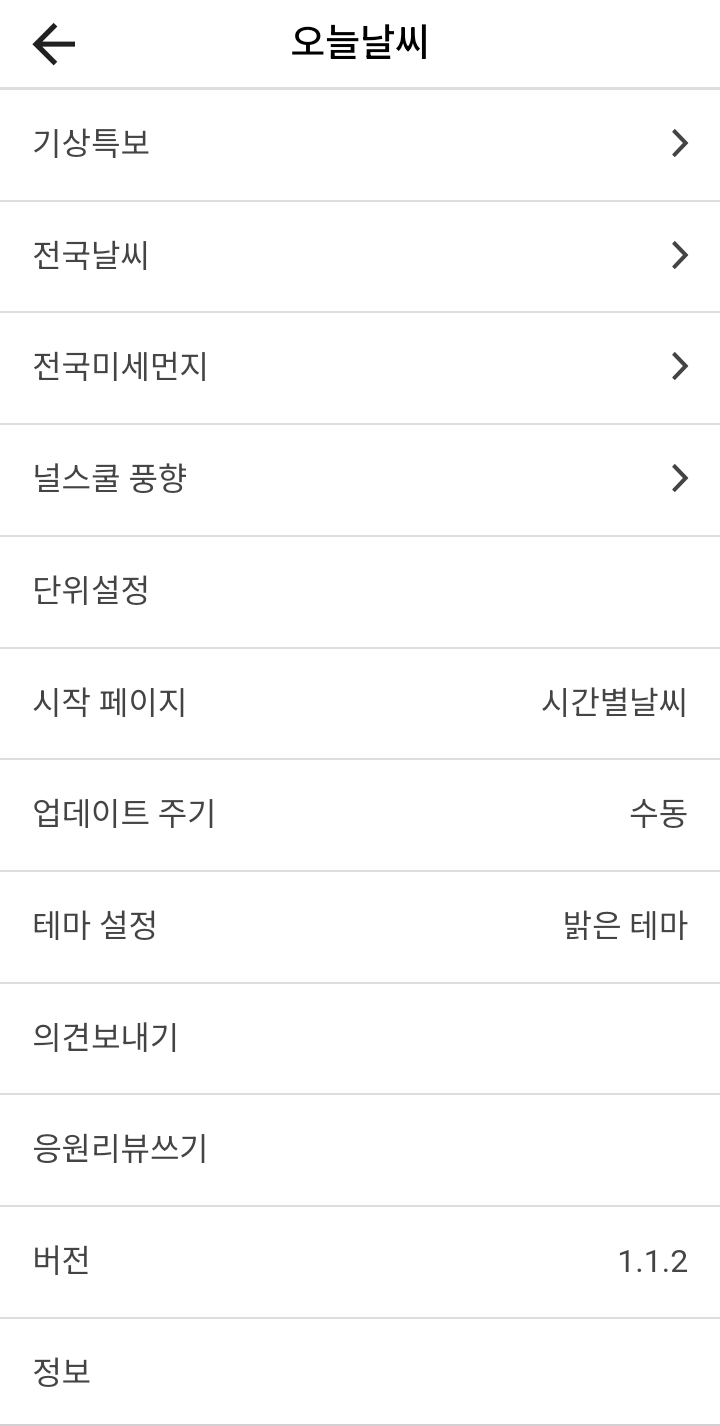 오늘날씨
기상특보
전국날씨
전국미세먼지
널스쿨 풍향
단위설정
시작 페이지 시간별날씨
업데이트 주기 수동
테마 설정 밝은 테마
의견보내기
응원리뷰쓰기
버전 1.1.2
정보